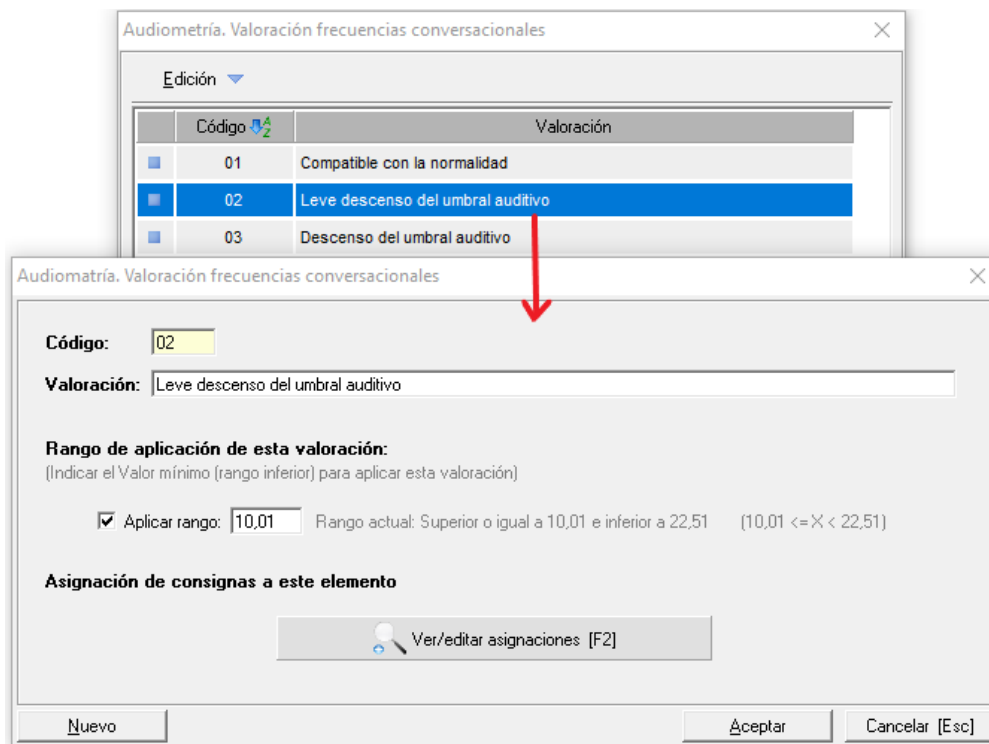 Audiometría. Valoración frecuencias conversacionales
Edición
Código Valoración
01 Compatible con la normalidad
02 Leve descenso del umbral auditivo
03 Descenso del umbral auditivo
Audiomatría. Valoración frecuencias conversacionales
Código: 02
Valoración: Leve descenso del umbral auditivo
Rango de aplicación de esta valoración:
(Indicar el Valor mínimo (rango inferior) para aplicar esta valoración)
Aplicar rango: 10,01 Rango actual: Superior o igual a 10,01 e inferior a 22,51 (10,01 <= X < 22,51)
Asignación de consignas a este elemento
Ver/editar asignaciones [F2]
Nuevo Aceptar Cancelar [Esc]